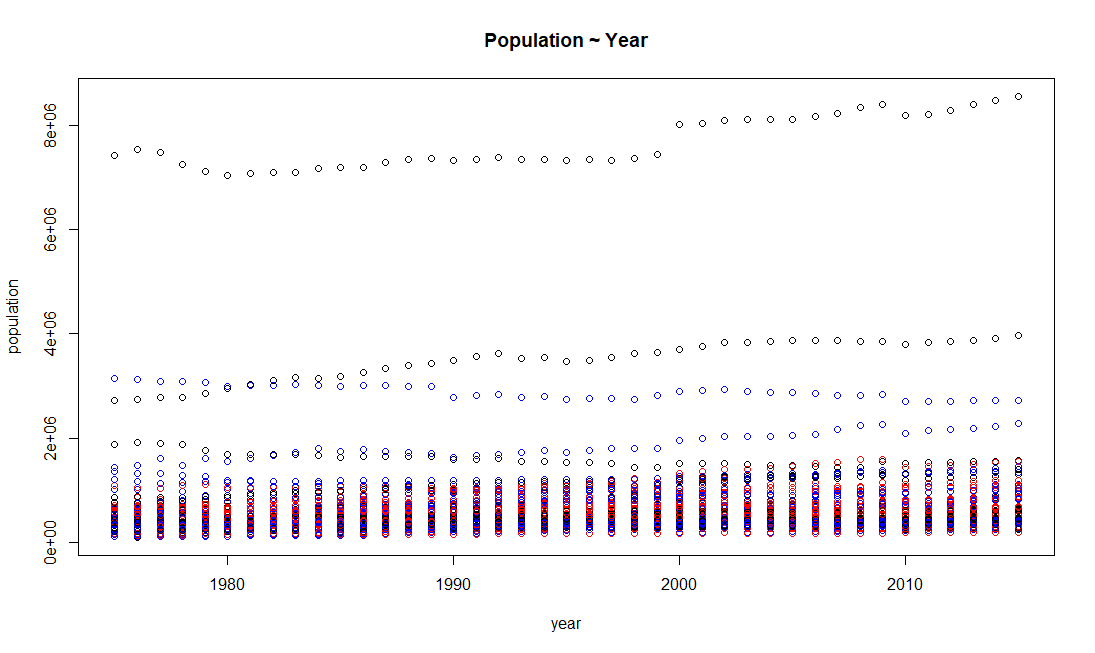 Population ~ Year
8e+06
6e+06
4e+06
2e+06
0e+00
population
1980 1990 2000 2010
year